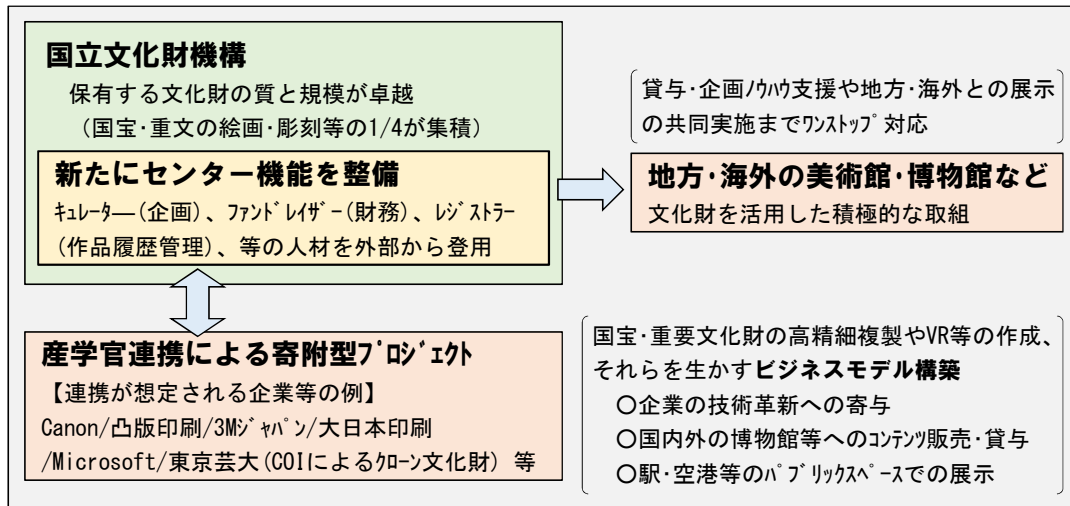 国立文化財機構
保有する文化財の質と規模が卓越
（国宝・重文の絵画・彫刻等の1/4が集積）
新たにセンター機能を整備
ｷｭﾚｰﾀ―(企画)、ﾌｧﾝﾄﾞﾚｲｻﾞｰ(財務)、ﾚｼﾞｽﾄﾗｰ
(作品履歴管理)、等の人材を外部から登用
貸与・企画ﾉｳﾊｳ支援や地方・海外との展示
の共同実施までﾜﾝｽﾄｯﾌﾟ対応
地方・海外の美術館・博物館など
文化財を活用した積極的な取組
産学官連携による寄附型ﾌﾟﾛｼﾞｪｸﾄ
【連携が想定される企業等の例】
Canon/凸版印刷/3Mｼﾞｬﾊﾟﾝ/大日本印刷
/Microsoft/東京芸大(COIによるｸﾛｰﾝ文化財) 等
国宝・重要文化財の高精細複製やVR等の作成、
それらを生かすビジネスモデル構築
〇企業の技術革新への寄与
〇国内外の博物館等へのｺﾝﾃﾝﾂ販売・貸与
〇駅・空港等のﾊﾟﾌﾞﾘｯｸｽﾍﾟｰｽでの展示